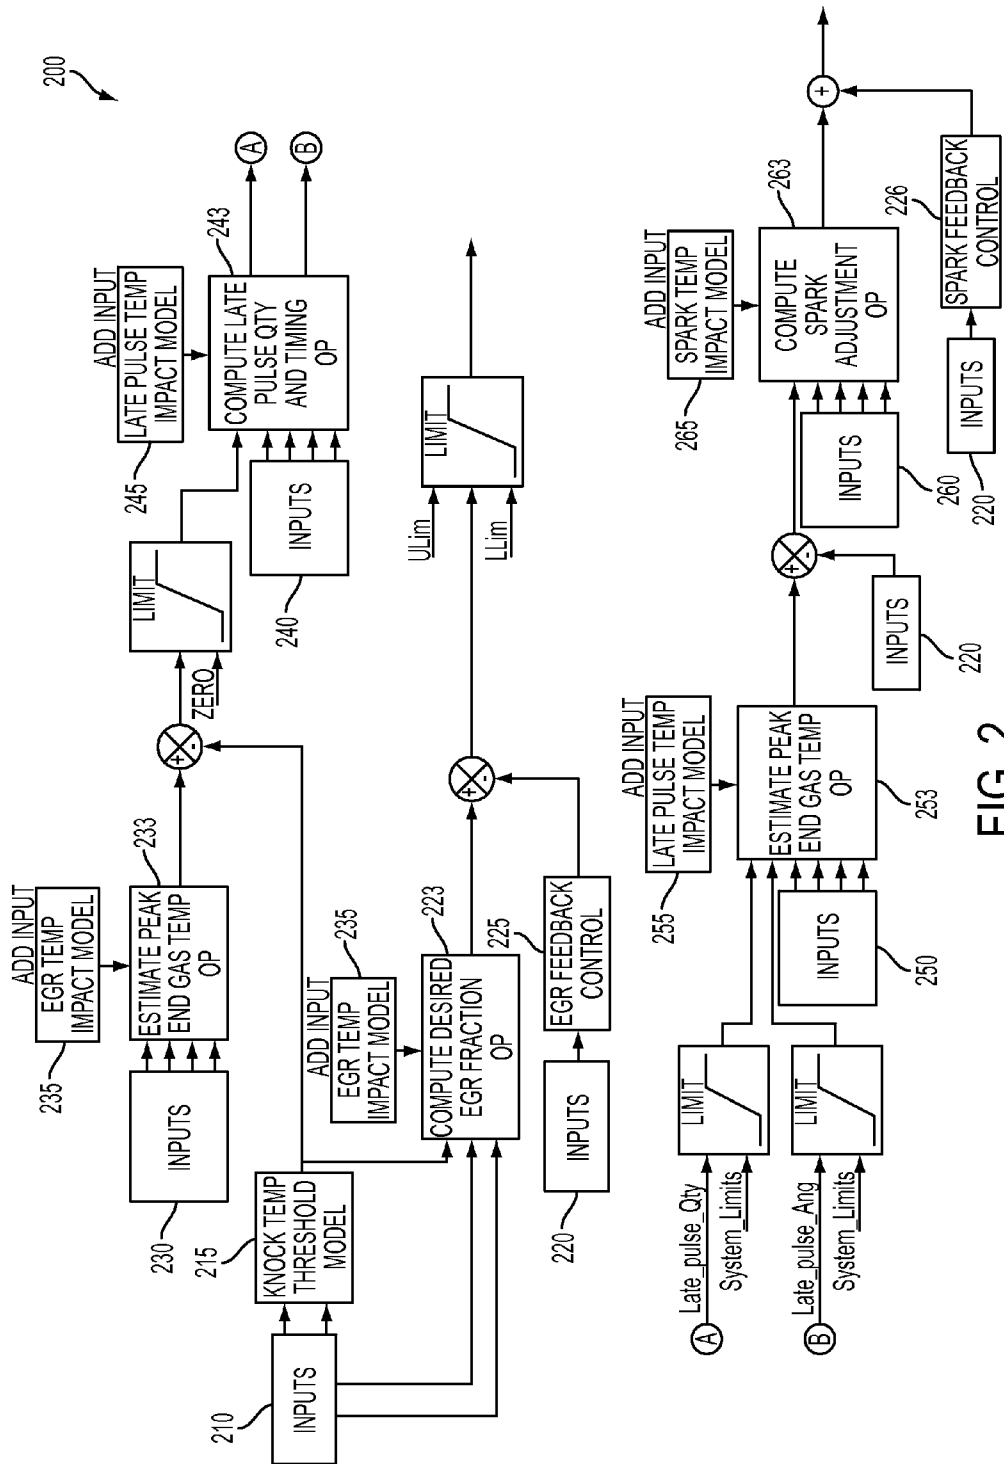 200
ADD INPUT
EGR TEMP
IMPACT MODEL
235
INPUTS
230
ESTIMATE PEAK
END GAS TEMP
OP
233
+
-
ZERO
LIMIT
ADD INPUT
LATE PULSE TEMP
IMPACT MODEL
245
INPUTS
240
COMPUTE LATE
PULSE QTY
AND TIMING
OP
243
A
B
INPUTS
210
KNOCK TEMP
THRESHOLD
MODEL
215
ADD INPUT
EGR TEMP
IMPACT MODEL
235
COMPUTE DESIRED
EGR FRACTION
OP
223
INPUTS
220
EGR FEEDBACK
CONTROL
225
+
-
ULim
LLim
LIMIT
A
Late_pulse_Qty
System_Limits
LIMIT
B
Late_pulse_Ang
System_Limits
LIMIT
INPUTS
250
ADD INPUT
LATE PULSE TEMP
IMPACT MODEL
255
ESTIMATE PEAK
END GAS TEMP
OP
253
INPUTS
220
+
-
INPUTS
260
ADD INPUT
SPARK TEMP
IMPACT MODEL
265
COMPUTE
SPARK
ADJUSTMENT
OP
263
INPUTS
220
SPARK FEEDBACK
CONTROL
226
+
FIG. 2